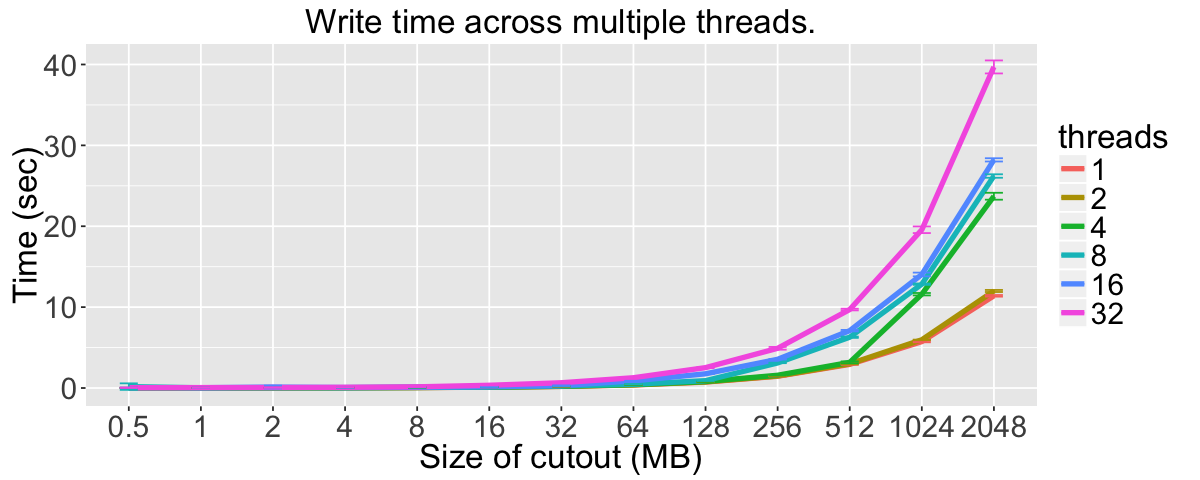 Write time across multiple threads.
Time (sec)
40
30
20
10
0
0.5 1 2 4 8 16 32 64 128 256 512 1024 2048
Size of cutout (MB)
threads
1
2
4
8
16
32